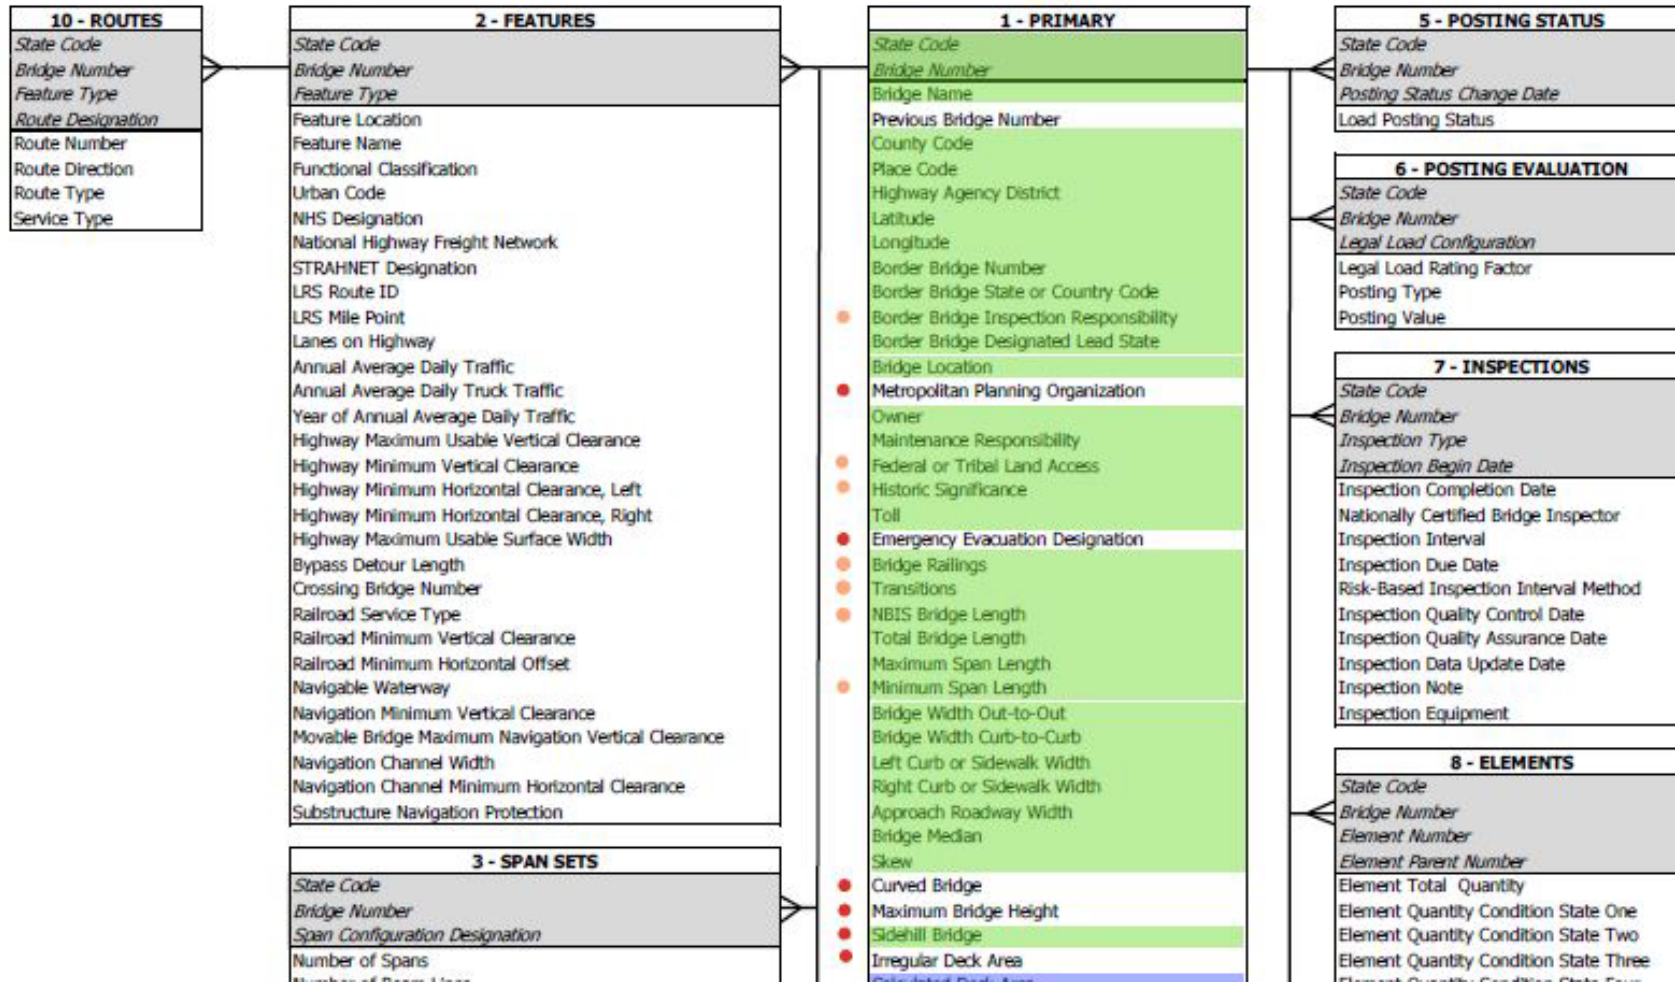 10 - ROUTES
State Code
Bridge Number
Feature Type
Route Designation
Route Number
Route Direction
Route Type
Service Type
2 - FEATURES
State Code
Bridge Number
Feature Type
Feature Location
Feature Name
Functional Classification
Urban Code
NHS Designation
National Highway Freight Network
STRAHNET Designation
LRS Route ID
LRS Mile Point
Lanes on Highway
Annual Average Daily Traffic
Annual Average Daily Truck Traffic
Year of Annual Average Daily Traffic
Highway Maximum Usable Vertical Clearance
Highway Minimum Vertical Clearance
Highway Minimum Horizontal Clearance, Left
Highway Minimum Horizontal Clearance, Right
Highway Maximum Usable Surface Width
Bypass Detour Length
Crossing Bridge Number
Railroad Service Type
Railroad Minimum Vertical Clearance
Railroad Minimum Horizontal Offset
Navigable Waterway
Navigation Minimum Vertical Clearance
Movable Bridge Maximum Navigation Vertical Clearance
Navigation Channel Width
Navigation Channel Minimum Horizontal Clearance
Substructure Navigation Protection
3 - SPAN SETS
State Code
Bridge Number
Span Configuration Designation
Number of Spans
Number of Beam Lines
1 - PRIMARY
State Code
Bridge Number
Bridge Name
Previous Bridge Number
County Code
Place Code
Highway Agency District
Latitude
Longitude
Border Bridge Number
Border Bridge State or Country Code
Border Bridge Inspection Responsibility
Border Bridge Designated Lead State
Bridge Location
Metropolitan Planning Organization
Owner
Maintenance Responsibility
Federal or Tribal Land Access
Historic Significance
Toll
Emergency Evacuation Designation
Bridge Railings
Transitions
NBIS Bridge Length
Total Bridge Length
Maximum Span Length
Minimum Span Length
Bridge Width Out-to-Out
Bridge Width Curb-to-Curb
Left Curb or Sidewalk Width
Right Curb or Sidewalk Width
Approach Roadway Width
Bridge Median
Skew
Curved Bridge
Maximum Bridge Height
Sidehill Bridge
Irregular Deck Area
Calculated Deck Area
5 - POSTING STATUS
State Code
Bridge Number
Posting Status Change Date
Load Posting Status
6 - POSTING EVALUATION
State Code
Bridge Number
Legal Load Configuration
Legal Load Rating Factor
Posting Type
Posting Value
7 - INSPECTIONS
State Code
Bridge Number
Inspection Type
Inspection Begin Date
Inspection Completion Date
Nationally Certified Bridge Inspector
Inspection Interval
Inspection Due Date
Risk-Based Inspection Interval Method
Inspection Quality Control Date
Inspection Quality Assurance Date
Inspection Data Update Date
Inspection Note
Inspection Equipment
8 - ELEMENTS
State Code
Bridge Number
Element Number
Element Parent Number
Element Total Quantity
Element Quantity Condition State One
Element Quantity Condition State Two
Element Quantity Condition State Three
Element Quantity Condition State Four